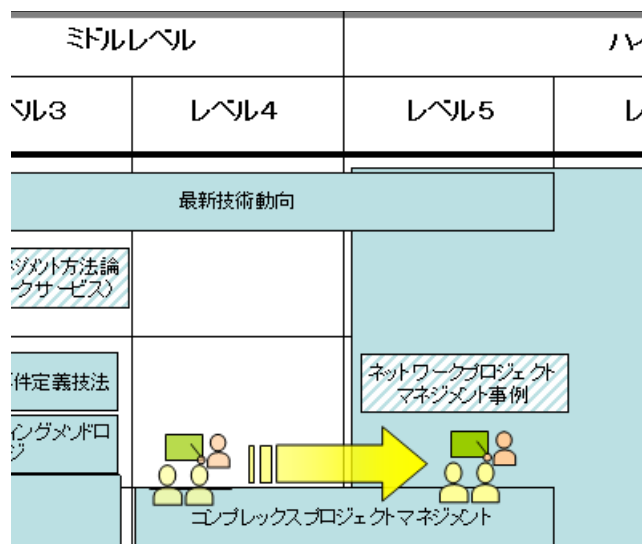 ミドルレベル
ハイ
ベル3
レベル4
レベル5
レ
最新技術動向
ネジメント方法論
ークサービス)
件定義技法
ネットワークプロジェクト
マネジメント事例
ィングメソドロ
ジ
コンプレックスプロジェクトマネジメント